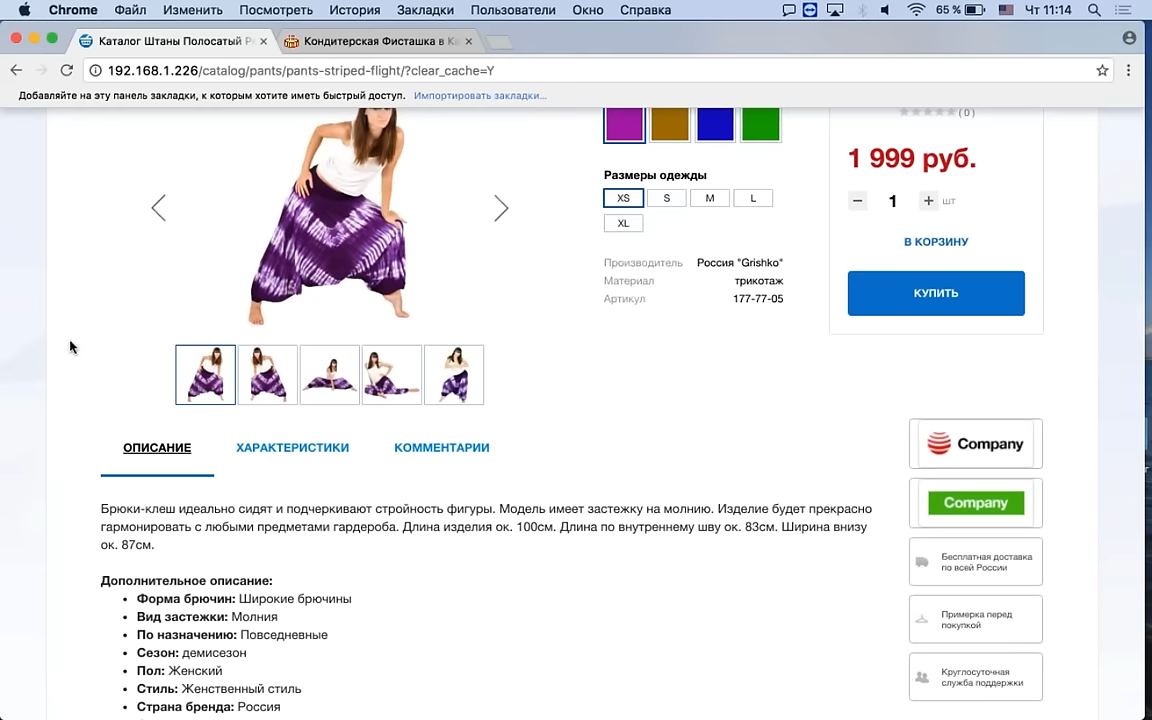 Chrome Файл Изменить Посмотреть История Закладки Пользователи Окно Справка 65 % Чт 11:14
Каталог Штаны Полосатый Р Кондитерская Фисташка в Ка
192.168.1.226/catalog/pants/pants-striped-flight/?clear_cache=Y
Добавляйте на эту панель закладки, к которым хотите иметь быстрый доступ. Импортировать закладки...
( 0 )
1 999 руб.
Размеры одежды
XS S M L
XL
− 1 + шт
В КОРЗИНУ
КУПИТЬ
Производитель Россия "Grishko"
Материал трикотаж
Артикул 177-77-05
ОПИСАНИЕ ХАРАКТЕРИСТИКИ КОММЕНТАРИИ
Брюки-клеш идеально сидят и подчеркивают стройность фигуры. Модель имеет застежку на молнию. Изделие будет прекрасно
гармонировать с любыми предметами гардероба. Длина изделия ок. 100см. Длина по внутреннему шву ок. 83см. Ширина внизу
ок. 87см.
Дополнительное описание:
• Форма брючин: Широкие брючины
• Вид застежки: Молния
• По назначению: Повседневные
• Сезон: демисезон
• Пол: Женский
• Стиль: Женственный стиль
• Страна бренда: Россия
Company
Company
Бесплатная доставка
по всей России
Примерка перед
покупкой
Круглосуточная
служба поддержки